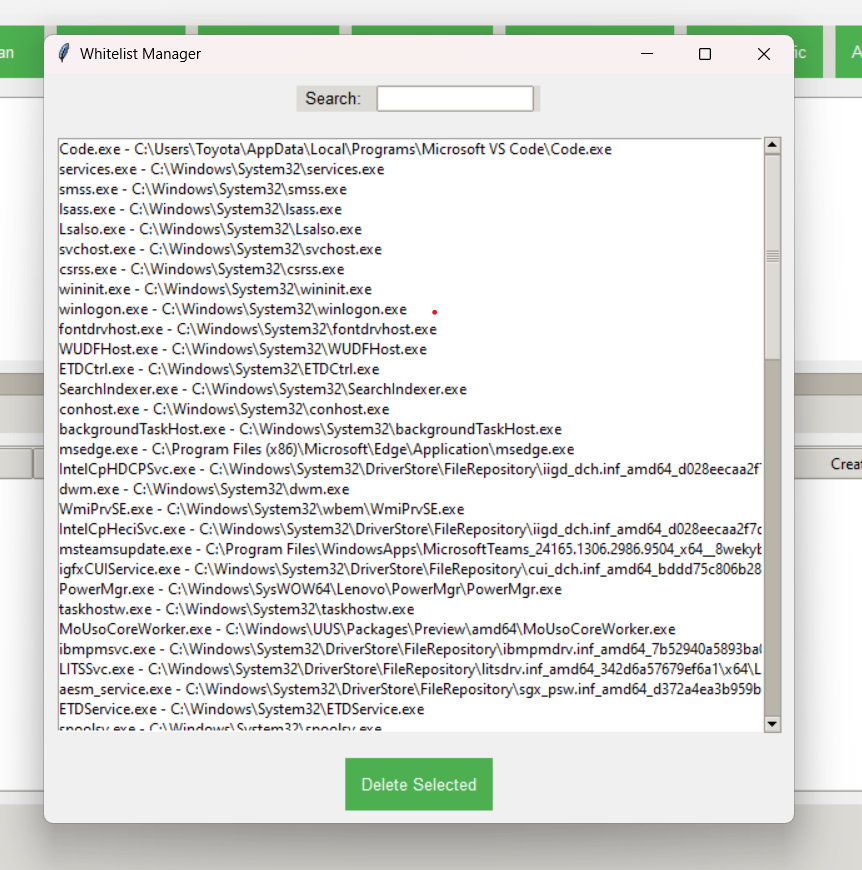 an
ic
A
Whitelist Manager
Search:
Code.exe - C:\Users\Toyota\AppData\Local\Programs\Microsoft VS Code\Code.exe
services.exe - C:\Windows\System32\services.exe
smss.exe - C:\Windows\System32\smss.exe
lsass.exe - C:\Windows\System32\lsass.exe
LsaIso.exe - C:\Windows\System32\LsaIso.exe
svchost.exe - C:\Windows\System32\svchost.exe
csrss.exe - C:\Windows\System32\csrss.exe
wininit.exe - C:\Windows\System32\wininit.exe
winlogon.exe - C:\Windows\System32\winlogon.exe
fontdrvhost.exe - C:\Windows\System32\fontdrvhost.exe
WUDFHost.exe - C:\Windows\System32\WUDFHost.exe
ETDCtrl.exe - C:\Windows\System32\ETDCtrl.exe
SearchIndexer.exe - C:\Windows\System32\SearchIndexer.exe
conhost.exe - C:\Windows\System32\conhost.exe
backgroundTaskHost.exe - C:\Windows\System32\backgroundTaskHost.exe
msedge.exe - C:\Program Files (x86)\Microsoft\Edge\Application\msedge.exe
IntelCpHDCPSvc.exe - C:\Windows\System32\DriverStore\FileRepository\iigd_dch.inf_amd64_d028eecaa2f
Creat
dwm.exe - C:\Windows\System32\dwm.exe
WmiPrvSE.exe - C:\Windows\System32\wbem\WmiPrvSE.exe
IntelCpHeciSvc.exe - C:\Windows\System32\DriverStore\FileRepository\iigd_dch.inf_amd64_d028eecaa2f7c
msteamsupdate.exe - C:\Program Files\WindowsApps\MicrosoftTeams_24165.1306.2986.9504_x64__8wekyb
igfxCUIService.exe - C:\Windows\System32\DriverStore\FileRepository\cui_dch.inf_amd64_bddd75c806b28
PowerMgr.exe - C:\Windows\SysWOW64\Lenovo\PowerMgr\PowerMgr.exe
taskhostw.exe - C:\Windows\System32\taskhostw.exe
MoUsoCoreWorker.exe - C:\Windows\UUS\Packages\Preview\amd64\MoUsoCoreWorker.exe
ibmpmsvc.exe - C:\Windows\System32\DriverStore\FileRepository\ibmpmdrv.inf_amd64_7b52940a5893ba0
LITSSvc.exe - C:\Windows\System32\DriverStore\FileRepository\litsdrv.inf_amd64_342d6a57679ef6a1\x64\L
aesm_service.exe - C:\Windows\System32\DriverStore\FileRepository\sgx_psw.inf_amd64_d372a4ea3b959b
ETDService.exe - C:\Windows\System32\ETDService.exe
spoolsv.exe - C:\Windows\System32\spoolsv.exe
Delete Selected